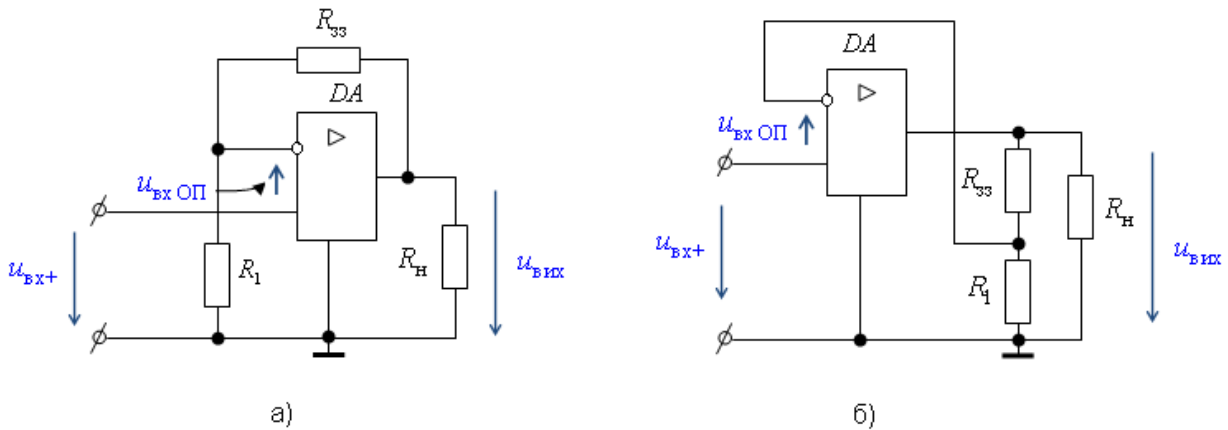 Rзз
DA
▷
uвх ОП
uвх+
R1
Rн
uвих
а)
DA
▷
uвх ОП
uвх+
Rзз
Rн
R1
uвих
б)